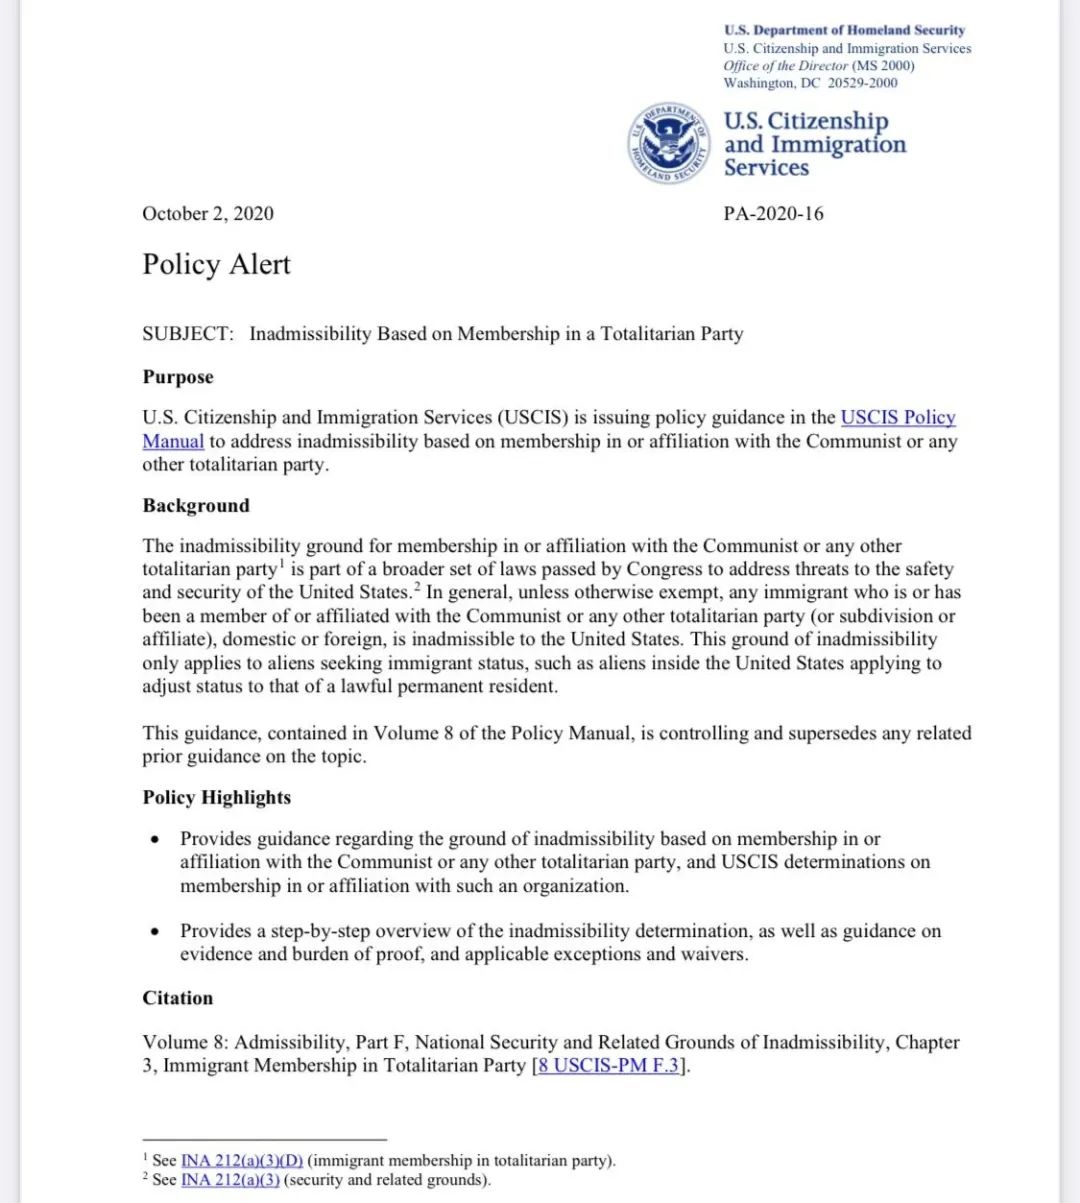 U.S. Department of Homeland Security
U.S. Citizenship and Immigration Services
Office of the Director (MS 2000)
Washington, DC 20529-2000
U.S. DEPARTMENT OF HOMELAND SECURITY
U.S. Citizenship
and Immigration
Services
October 2, 2020
PA-2020-16
Policy Alert
SUBJECT: Inadmissibility Based on Membership in a Totalitarian Party
Purpose
U.S. Citizenship and Immigration Services (USCIS) is issuing policy guidance in the USCIS Policy
Manual to address inadmissibility based on membership in or affiliation with the Communist or any
other totalitarian party.
Background
The inadmissibility ground for membership in or affiliation with the Communist or any other
totalitarian party¹ is part of a broader set of laws passed by Congress to address threats to the safety
and security of the United States.² In general, unless otherwise exempt, any immigrant who is or has
been a member of or affiliated with the Communist or any other totalitarian party (or subdivision or
affiliate), domestic or foreign, is inadmissible to the United States. This ground of inadmissibility
only applies to aliens seeking immigrant status, such as aliens inside the United States applying to
adjust status to that of a lawful permanent resident.
This guidance, contained in Volume 8 of the Policy Manual, is controlling and supersedes any related
prior guidance on the topic.
Policy Highlights
• Provides guidance regarding the ground of inadmissibility based on membership in or
affiliation with the Communist or any other totalitarian party, and USCIS determinations on
membership in or affiliation with such an organization.
• Provides a step-by-step overview of the inadmissibility determination, as well as guidance on
evidence and burden of proof, and applicable exceptions and waivers.
Citation
Volume 8: Admissibility, Part F, National Security and Related Grounds of Inadmissibility, Chapter
3, Immigrant Membership in Totalitarian Party [8 USCIS-PM F.3].
¹ See INA 212(a)(3)(D) (immigrant membership in totalitarian party).
² See INA 212(a)(3) (security and related grounds).